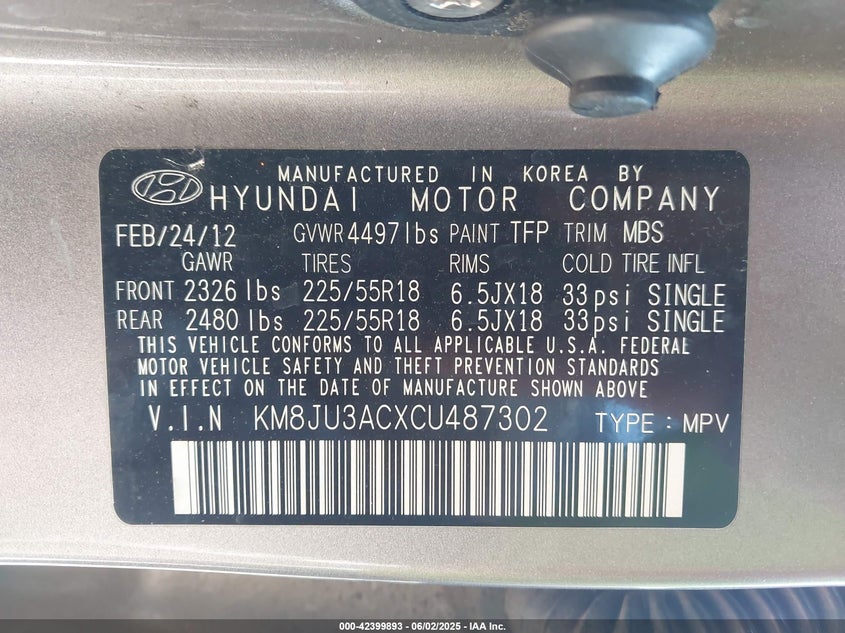 MANUFACTURED IN KOREA BY
HYUNDAI MOTOR COMPANY
FEB/24/12 GVWR 4497lbs PAINT TFP TRIM MBS
GAWR TIRES RIMS COLD TIRE INFL
FRONT 2326 lbs 225/55R18 6.5JX18 33psi SINGLE
REAR 2480 lbs 225/55R18 6.5JX18 33psi SINGLE
THIS VEHICLE CONFORMS TO ALL APPLICABLE U.S.A. FEDERAL
MOTOR VEHICLE SAFETY AND THEFT PREVENTION STANDARDS
IN EFFECT ON THE DATE OF MANUFACTURE SHOWN ABOVE
V.I.N KM8JU3ACXCU487302 TYPE : MPV
000-42399893 - 06/02/2025 - IAA Inc.